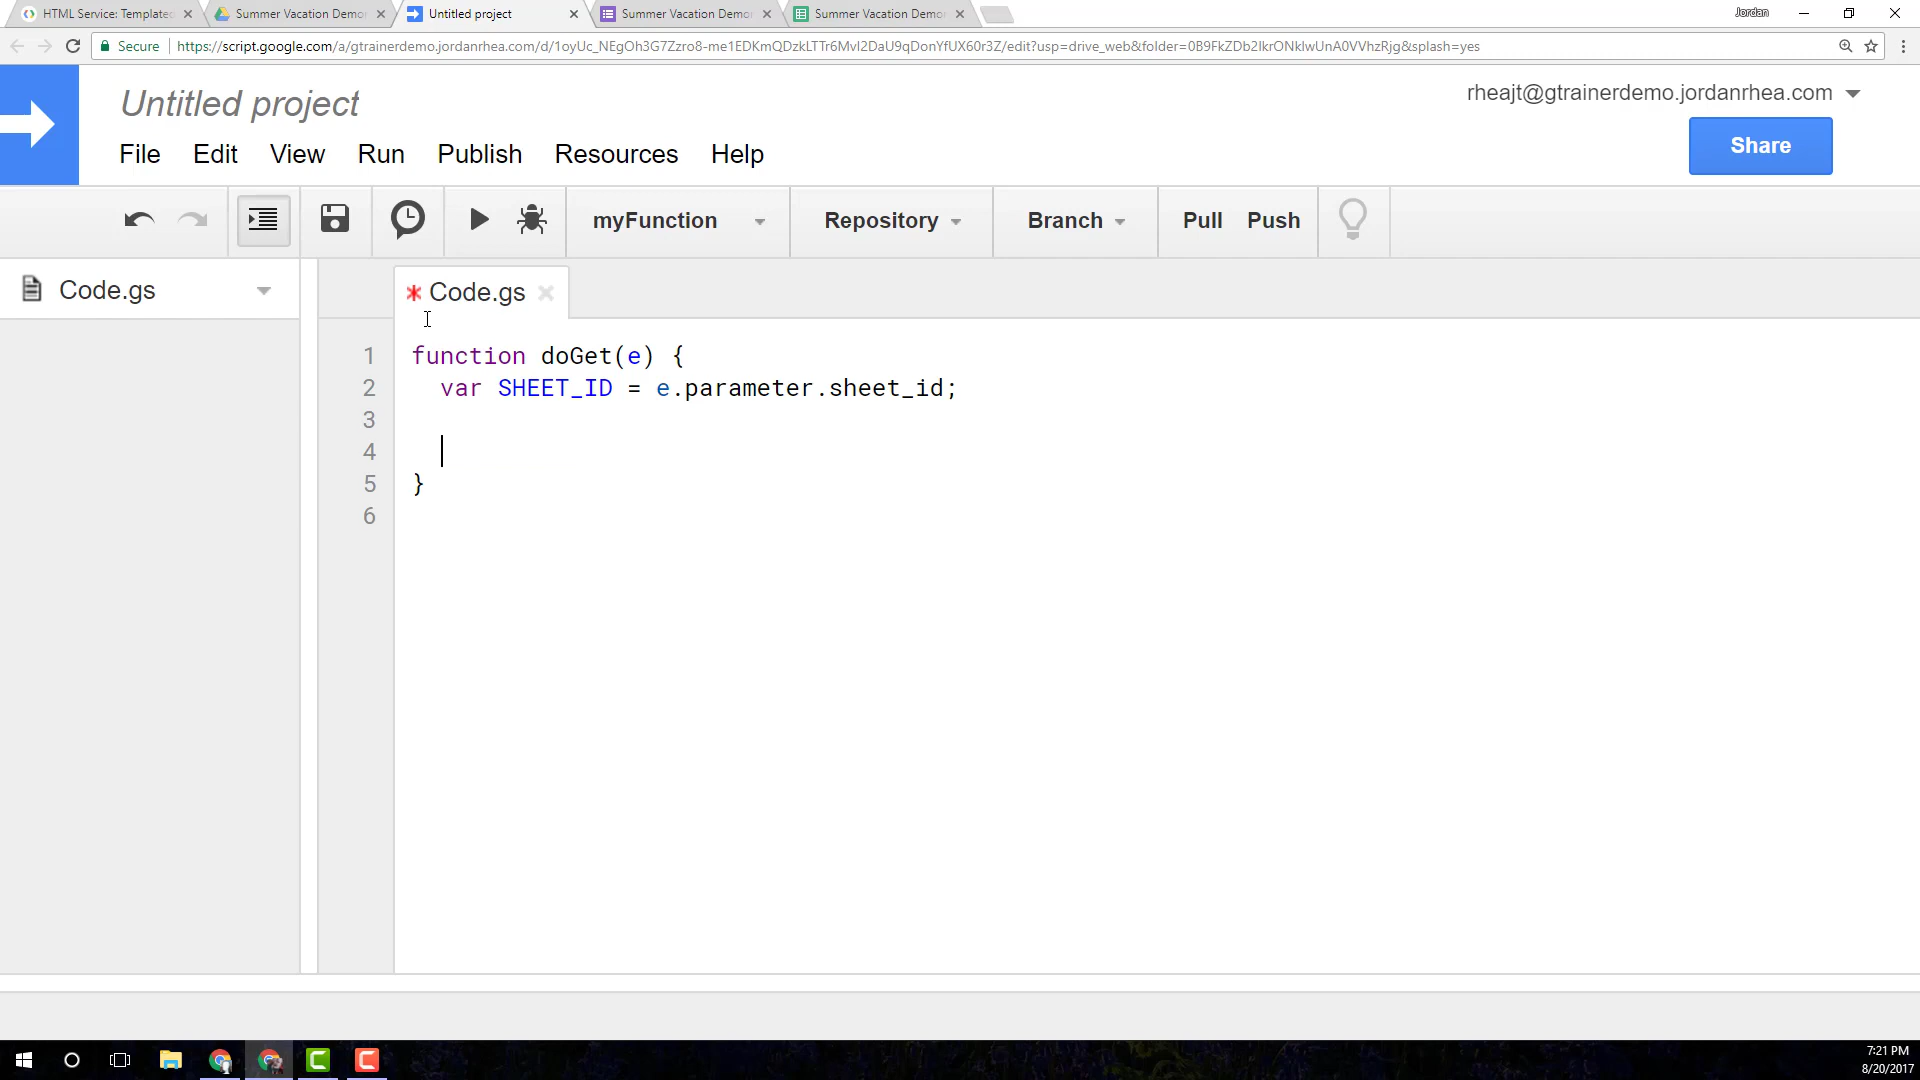 HTML Service: Templated
Summer Vacation Demo
Untitled project
Summer Vacation Demo
Summer Vacation Demo
Jordan
Secure
https://script.google.com/a/gtrainerdemo.jordanrhea.com/d/1oyUc_NEgOh3G7Zzro8-me1EDKmQDzkLTTr6MvI2DaU9qDonYfUX60r3Z/edit?usp=drive_web&folder=0B9FkZDb2IkrONklwUnA0VVhzRjg&splash=yes
Untitled project
rheajt@gtrainerdemo.jordanrhea.com
File Edit View Run Publish Resources Help
Share
myFunction Repository Branch Pull Push
Code.gs
* Code.gs
1 function doGet(e) {
2 var SHEET_ID = e.parameter.sheet_id;
3
4
5 }
6
7:21 PM
8/20/2017